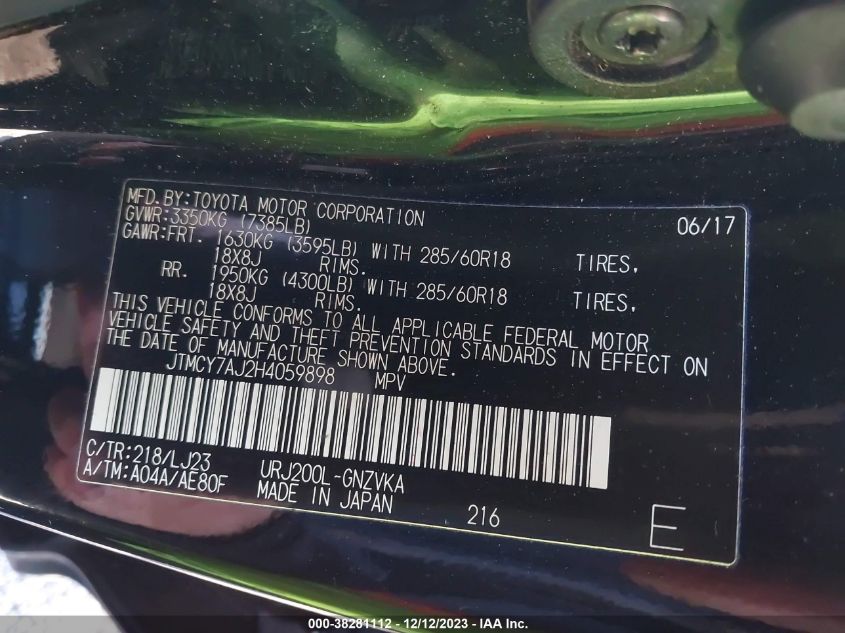 MFD.BY:TOYOTA MOTOR CORPORATION 06/17
GVWR:3350KG (7385LB)
GAWR:FRT. 1630KG (3595LB) WITH 285/60R18 TIRES,
18X8J RIMS.
RR. 1950KG (4300LB) WITH 285/60R18 TIRES,
18X8J RIMS.
THIS VEHICLE CONFORMS TO ALL APPLICABLE FEDERAL MOTOR
VEHICLE SAFETY AND THEFT PREVENTION STANDARDS IN EFFECT ON
THE DATE OF MANUFACTURE SHOWN ABOVE.
JTMCY7AJ2H4059898 MPV
C/TR:218/LJ23 URJ200L-GNZVKA
A/TM:A04A/AE80F MADE IN JAPAN 216 E
000-38281112 - 12/12/2023 - IAA Inc.